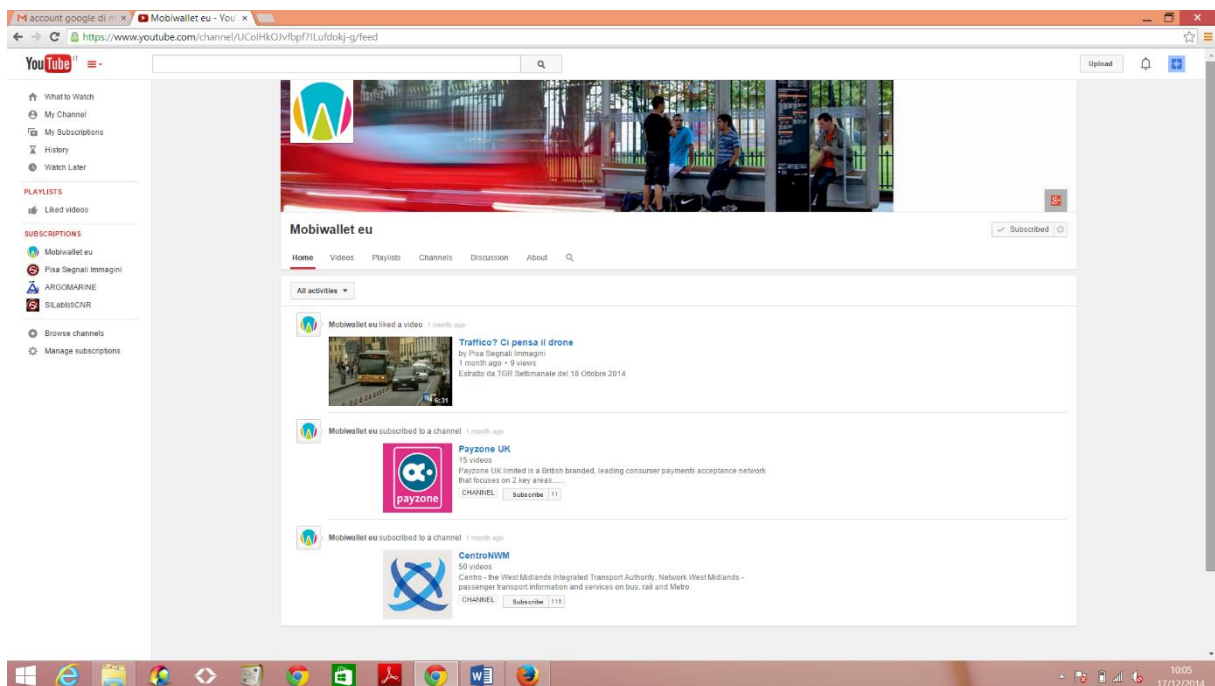 M account google di m
Mobiwallet eu - You
https://www.youtube.com/channel/UCoIHkOJvfbpf7ILufdokj-g/feed
YouTube IT
Upload
What to Watch
My Channel
My Subscriptions
History
Watch Later
PLAYLISTS
Liked videos
SUBSCRIPTIONS
Mobiwallet eu
Pisa Segnali Immagini
ARGOMARINE
SILabIstiCNR
Browse channels
Manage subscriptions
Mobiwallet eu
Subscribed
Home Videos Playlists Channels Discussion About
All activities
Mobiwallet eu liked a video 1 month ago
Traffico? Ci pensa il drone
by Pisa Segnali Immagini
1 month ago • 9 views
Estratto da TGR Settimanale del 18 Ottobre 2014
6:31
Mobiwallet eu subscribed to a channel 1 month ago
Payzone UK
15 videos
Payzone UK limited is a British branded, leading consumer payments acceptance network
that focuses on 2 key areas......
CHANNEL Subscribe 11
payzone
Mobiwallet eu subscribed to a channel 1 month ago
CentroNWM
50 videos
Centro - the West Midlands Integrated Transport Authority. Network West Midlands -
passenger transport information and services on bus, rail and Metro
CHANNEL Subscribe 118
10:05
17/12/2014